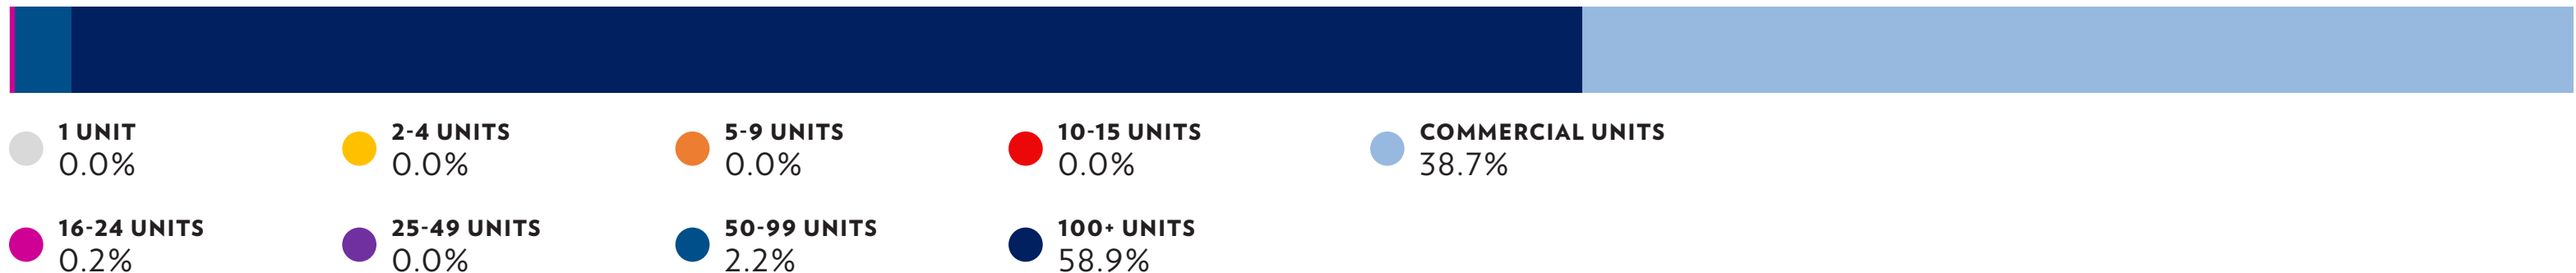 1 UNIT
0.0%
2-4 UNITS
0.0%
5-9 UNITS
0.0%
10-15 UNITS
0.0%
COMMERCIAL UNITS
38.7%
16-24 UNITS
0.2%
25-49 UNITS
0.0%
50-99 UNITS
2.2%
100+ UNITS
58.9%